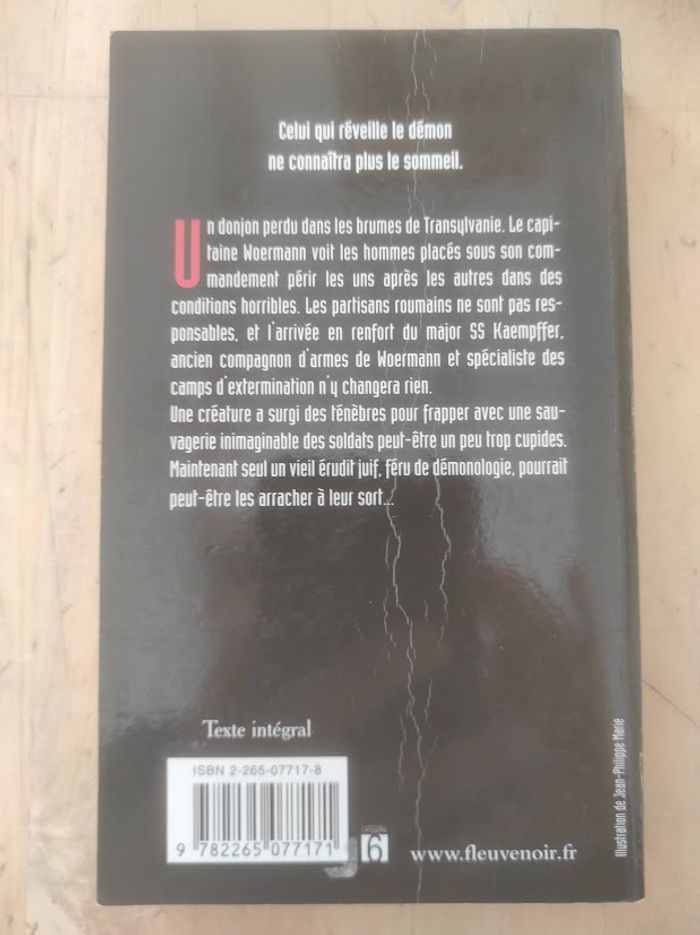 Celui qui réveille le démon
ne connaîtra plus le sommeil.
Un donjon perdu dans les brumes de Transylvanie. Le capi-
taine Woermann voit les hommes placés sous son com-
mandement périr les uns après les autres dans des
conditions horribles. Les partisans roumains ne sont pas res-
ponsables, et l'arrivée en renfort du major SS Kaempffer,
ancien compagnon d'armes de Woermann et spécialiste des
camps d'extermination n'y changera rien.
Une créature a surgi des ténèbres pour frapper avec une sau-
vagerie inimaginable des soldats peut-être un peu trop cupides.
Maintenant seul un vieil érudit juif, féru de démonologie, pourrait
peut-être les arracher à leur sort...
Texte intégral
ISBN 2-265-07717-8
9 782265 077171
6
www.fleuvenoir.fr
Illustration de Jean-Philippe Marie